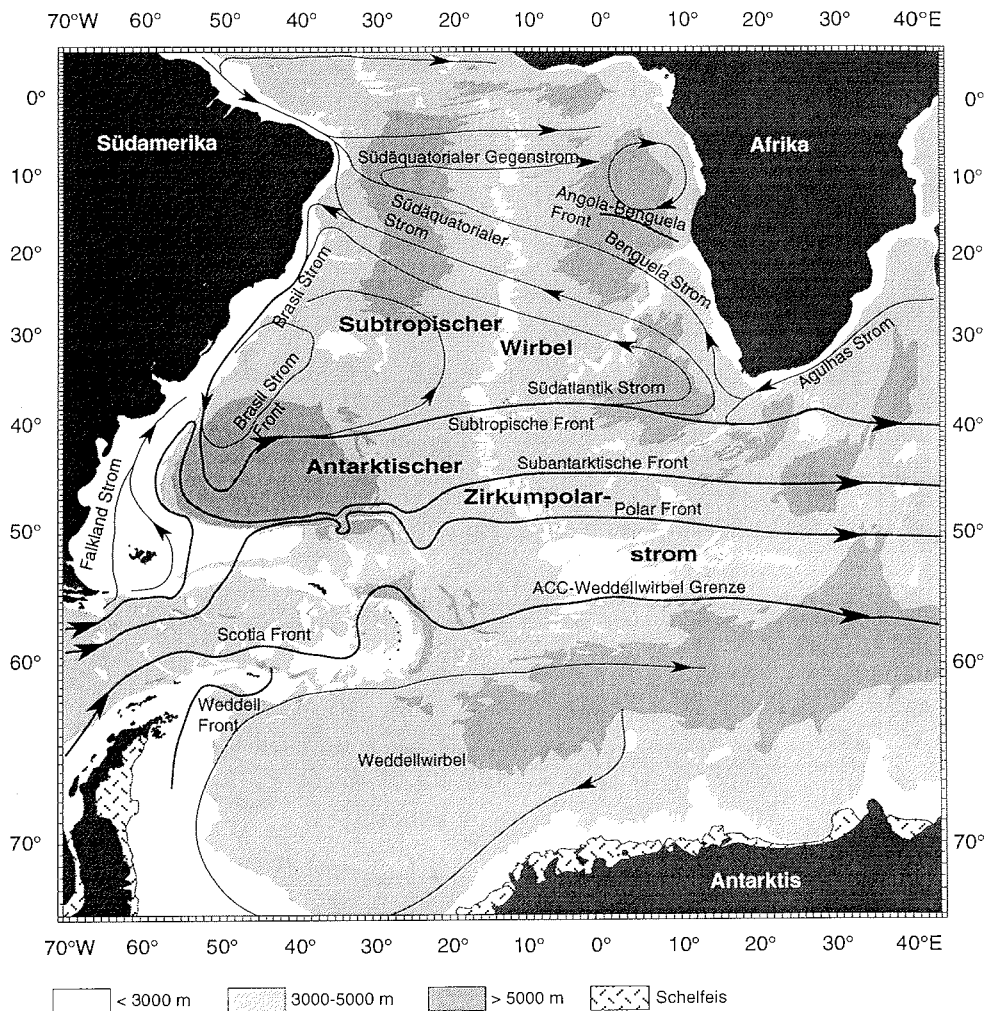 70°W 60° 50° 40° 30° 20° 10° 0° 10° 20° 30° 40°E
0° 0°
Südamerika Afrika
Südäquatorialer Gegenstrom
10° 10°
Angola-Benguela
Front
Südäquatorialer
Strom
20° 20°
Benguela Strom
Brasil Strom
30° 30°
Subtropischer
Wirbel
Agulhas Strom
Brasil Strom
Front
Südatlantik Strom
40° 40°
Subtropische Front
Antarktischer
Subantarktische Front
Falkland Strom
Zirkumpolar-
Polar Front
50° 50°
strom
ACC-Weddellwirbel Grenze
Scotia Front
60° 60°
Weddell
Front
Weddellwirbel
70° 70°
Antarktis
70°W 60° 50° 40° 30° 20° 10° 0° 10° 20° 30° 40°E
< 3000 m 3000-5000 m > 5000 m Schelfeis